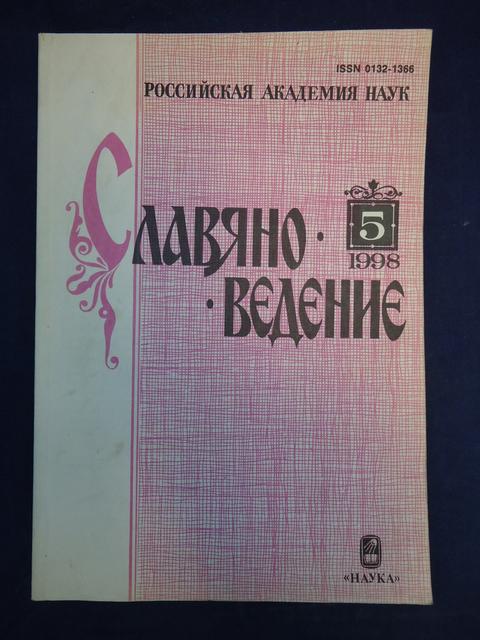 ISSN 0132-1366
РОССИЙСКАЯ АКАДЕМИЯ НАУК
СЛАВЯНО·
·ВЕДЕНИЕ
5
1998
«НАУКА»